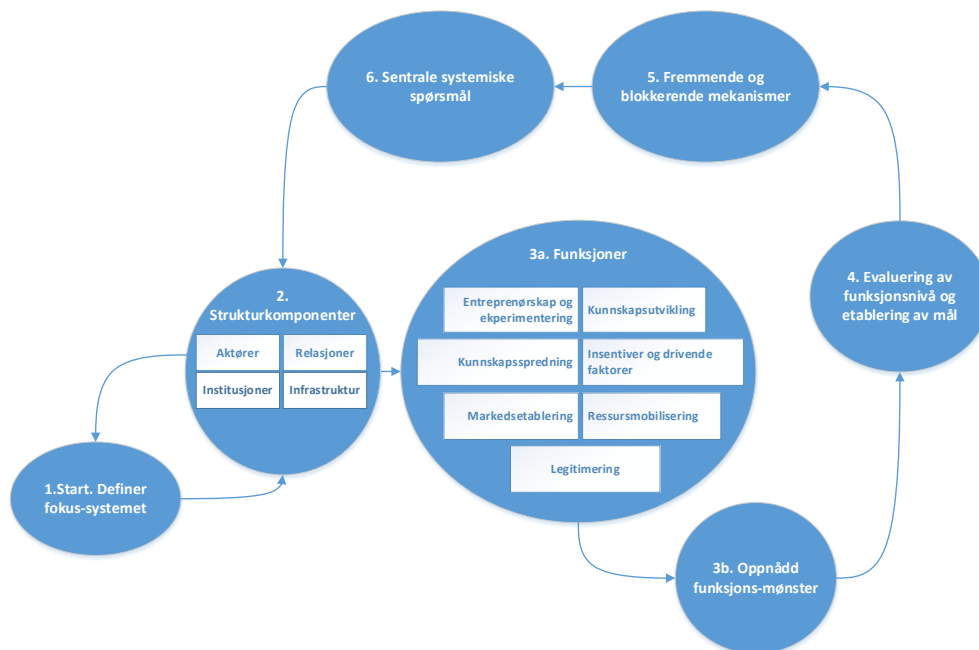 1.Start. Definer
fokus-systemet
2.
Strukturkomponenter
Aktører
Relasjoner
Institusjoner
Infrastruktur
3a. Funksjoner
Entreprenørskap og
ekperimentering
Kunnskapsutvikling
Kunnskapsspredning
Insentiver og drivende
faktorer
Markedsetablering
Ressursmobilisering
Legitimering
3b. Oppnådd
funksjons-mønster
4. Evaluering av
funksjonsnivå og
etablering av mål
5. Fremmende og
blokkerende mekanismer
6. Sentrale systemiske
spørsmål